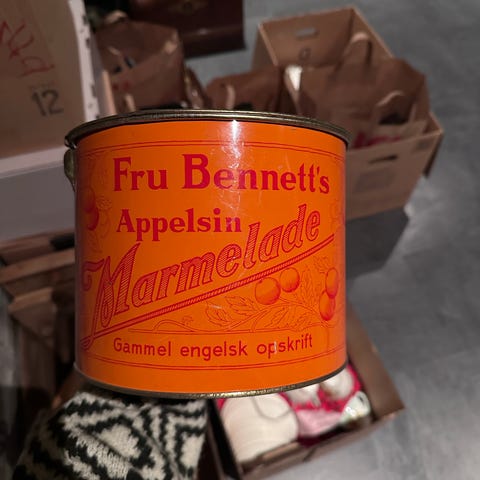 Fru Bennett's
Appelsin
Marmelade
Gammel engelsk opskrift
12